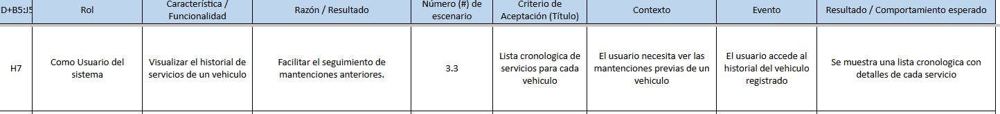 D+B5:J5
Rol
Característica /
Funcionalidad
Razón / Resultado
Número (#) de
escenario
Criterio de
Aceptación (Título)
Contexto
Evento
Resultado / Comportamiento esperado
H7
Como Usuario del
sistema
Visualizar el historial de
servicios de un vehiculo
Facilitar el seguimiento de
mantenciones anteriores.
3.3
Lista cronologica de
servicios para cada
vehiculo
El usuario necesita ver las
mantenciones previas de un
vehiculo
El usuario accede al
historial del vehiculo
registrado
Se muestra una lista cronologica con
detalles de cada servicio